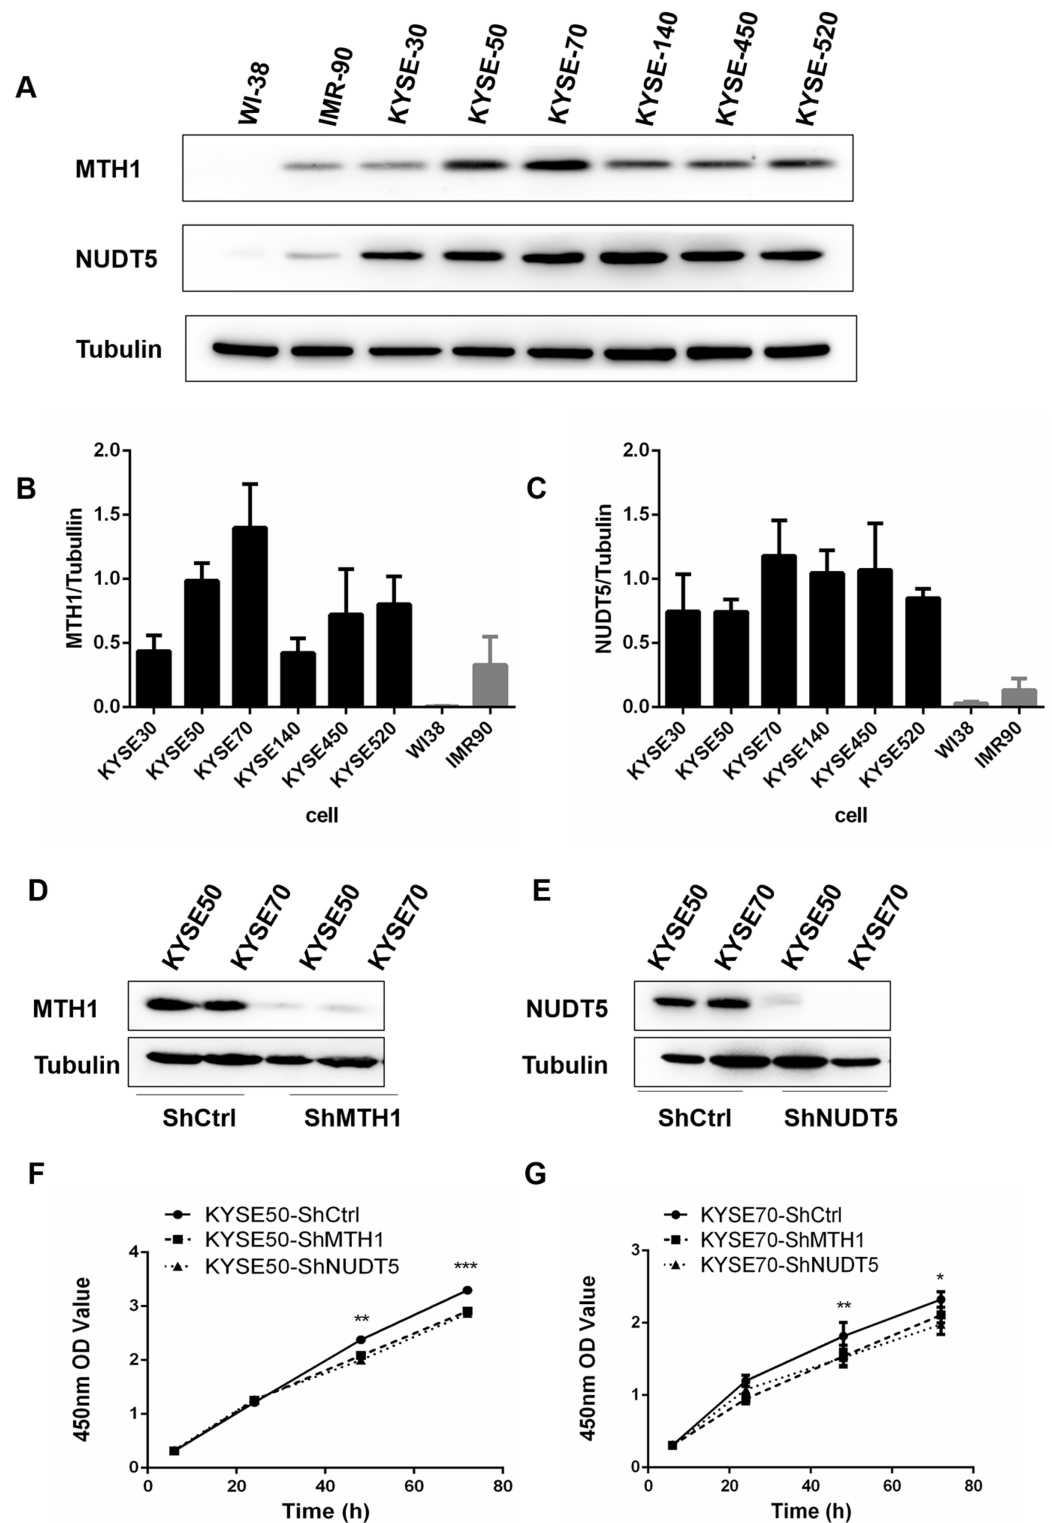 A
WI-38
IMR-90
KYSE-30
KYSE-50
KYSE-70
KYSE-140
KYSE-450
KYSE-520
MTH1
NUDT5
Tubulin
B
MTH1/Tubullin
2.0
1.5
1.0
0.5
0.0
KYSE30
KYSE50
KYSE70
KYSE140
KYSE450
KYSE520
WI38
IMR90
cell
C
NUDT5/Tubulin
2.0
1.5
1.0
0.5
0.0
KYSE30
KYSE50
KYSE70
KYSE140
KYSE450
KYSE520
WI38
IMR90
cell
D
KYSE50
KYSE70
KYSE50
KYSE70
MTH1
Tubulin
ShCtrl
ShMTH1
E
KYSE50
KYSE70
KYSE50
KYSE70
NUDT5
Tubulin
ShCtrl
ShNUDT5
F
KYSE50-ShCtrl
KYSE50-ShMTH1
KYSE50-ShNUDT5
450nm OD Value
4
3
2
1
0
**
***
0 20 40 60 80
Time (h)
G
KYSE70-ShCtrl
KYSE70-ShMTH1
KYSE70-ShNUDT5
450nm OD Value
3
2
1
0
**
*
0 20 40 60 80
Time (h)